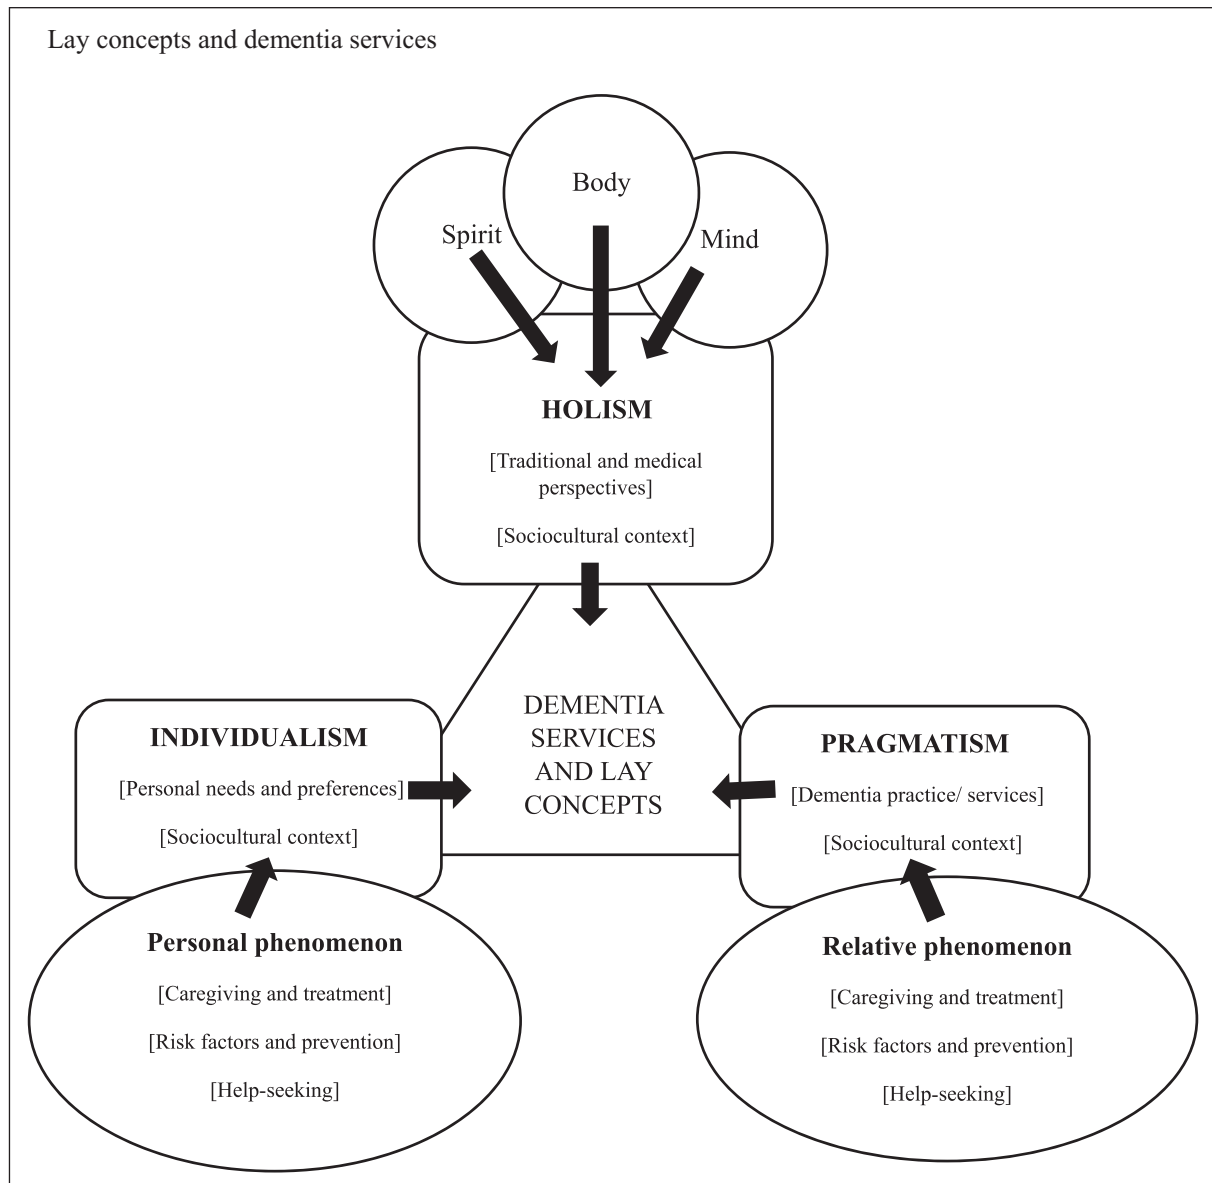 Lay concepts and dementia services
Body
Spirit
Mind
HOLISM
[Traditional and medical
perspectives]
[Sociocultural context]
DEMENTIA
SERVICES
AND LAY
CONCEPTS
INDIVIDUALISM
[Personal needs and preferences]
[Sociocultural context]
PRAGMATISM
[Dementia practice/ services]
[Sociocultural context]
Personal phenomenon
[Caregiving and treatment]
[Risk factors and prevention]
[Help-seeking]
Relative phenomenon
[Caregiving and treatment]
[Risk factors and prevention]
[Help-seeking]